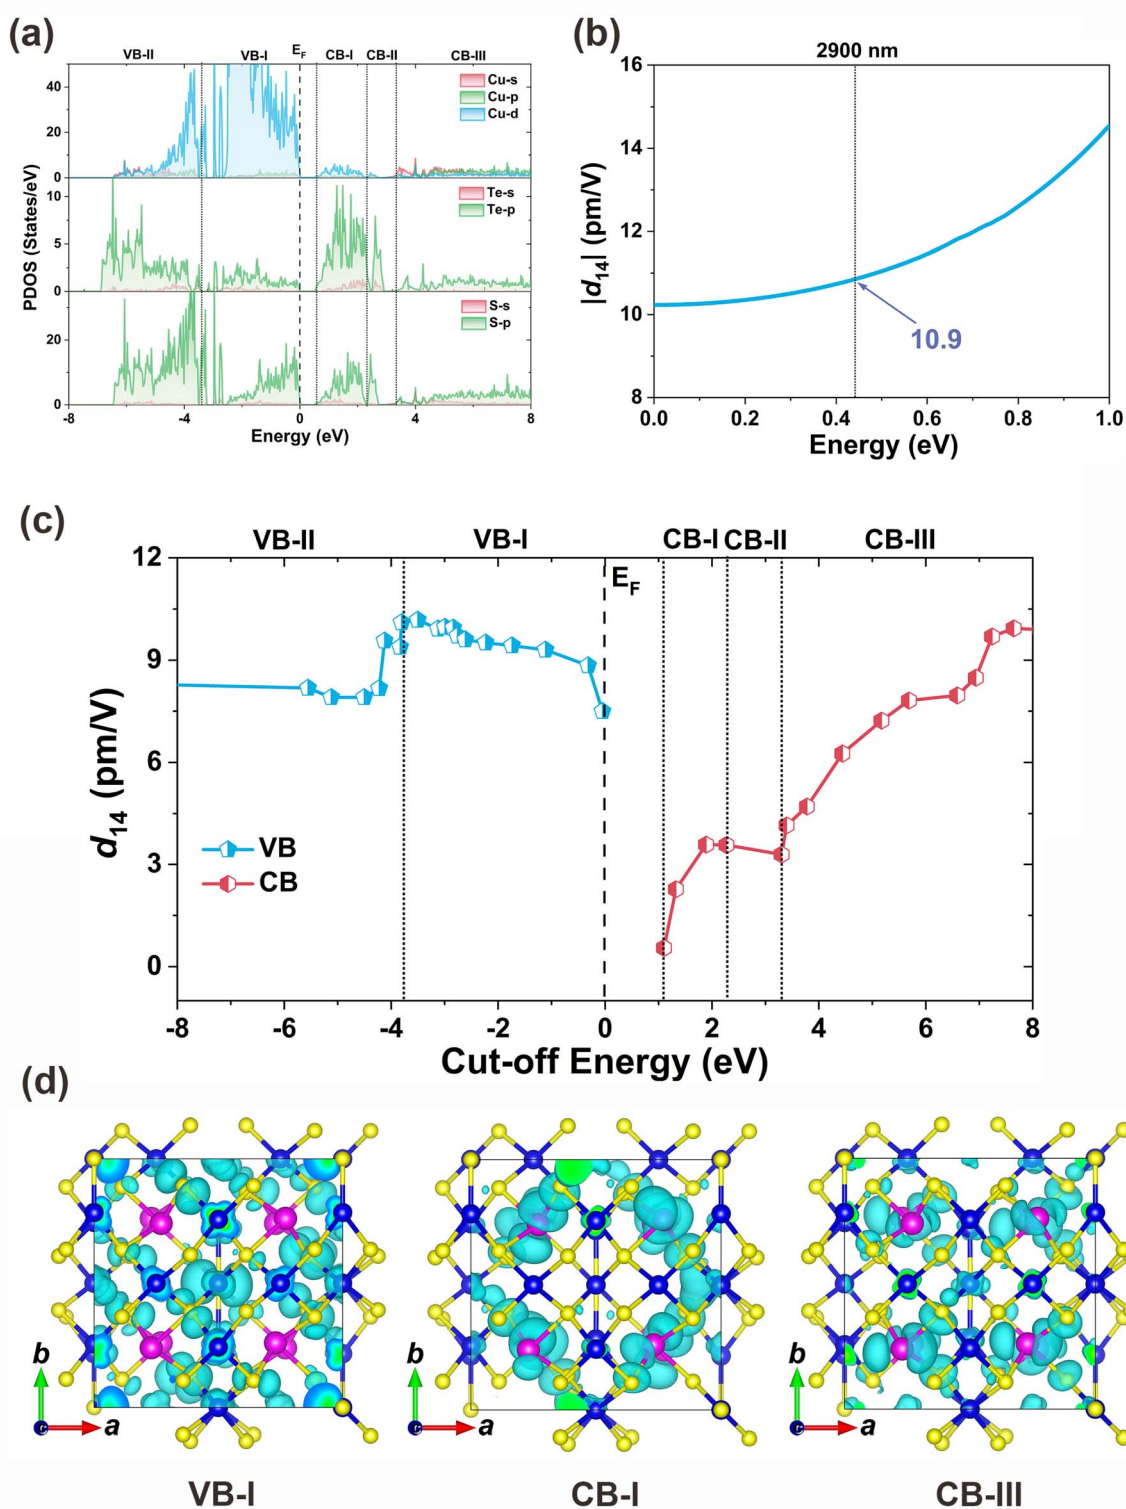 (a)
VB-II VB-I EF CB-I CB-II CB-III
40
20
0
Cu-s
Cu-p
Cu-d
10
5
0
Te-s
Te-p
20
0
S-s
S-p
PDOS (States/eV)
-8 -4 0 4 8
Energy (eV)
(b)
2900 nm
16
14
12
10
8
|d14| (pm/V)
10.9
0.0 0.2 0.4 0.6 0.8 1.0
Energy (eV)
(c)
VB-II VB-I CB-I CB-II CB-III
EF
12
9
6
3
0
d14 (pm/V)
VB
CB
-8 -6 -4 -2 0 2 4 6 8
Cut-off Energy (eV)
(d)
b b b
a a a
VB-I CB-I CB-III